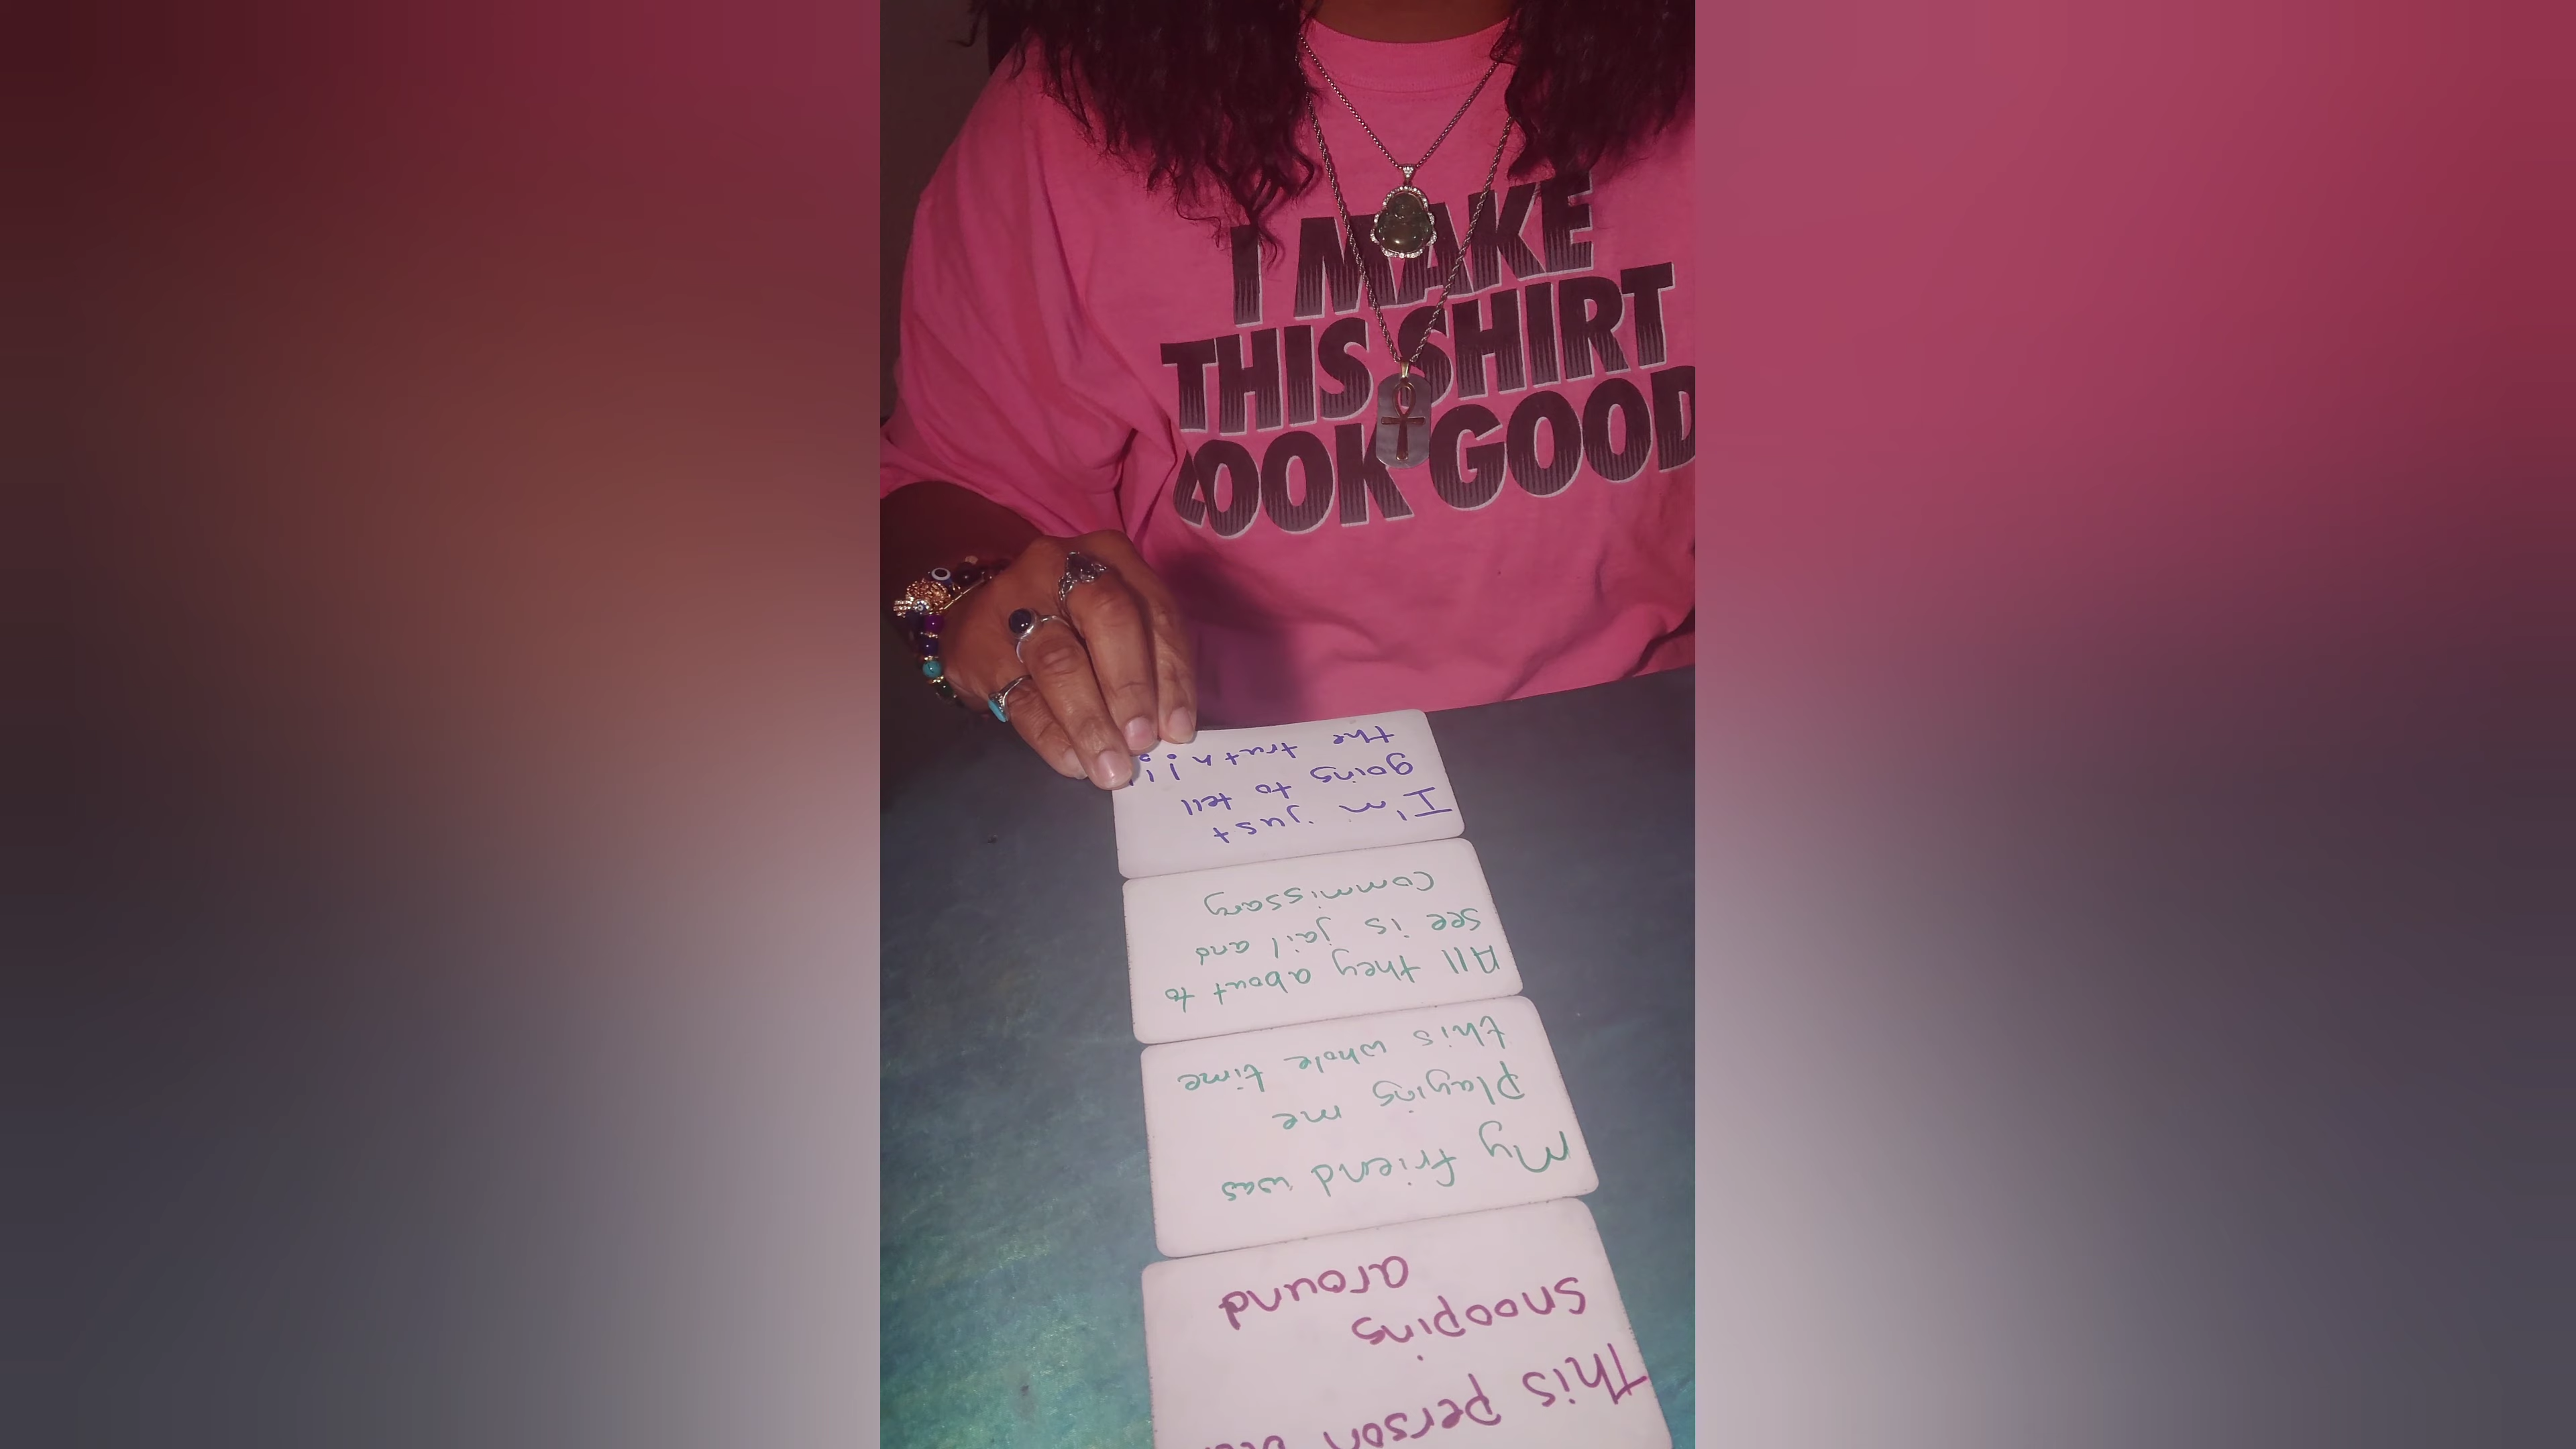 I MAKE
THIS SHIRT
LOOK GOOD
I'm just
going to tell
the truth!!
All they about to
see is jail and
Commissary
My friend was
Playing me
this whole time
This person
snooping
around